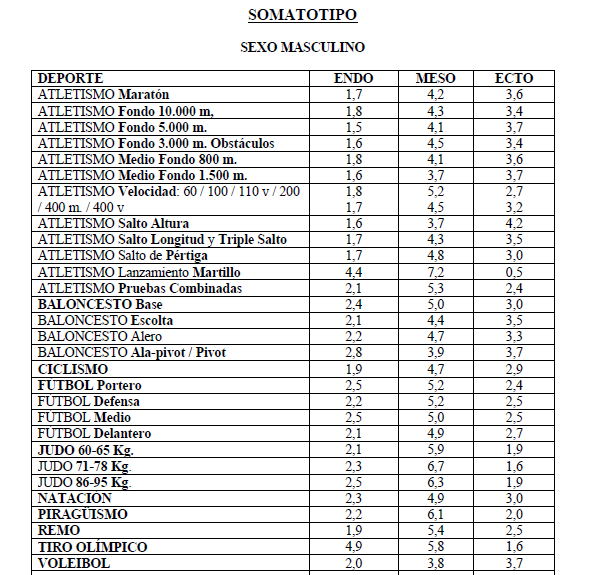 SOMATOTIPO
SEXO MASCULINO
DEPORTE ENDO MESO ECTO
ATLETISMO Maratón 1,7 4,2 3,6
ATLETISMO Fondo 10.000 m, 1,8 4,3 3,4
ATLETISMO Fondo 5.000 m. 1,5 4,1 3,7
ATLETISMO Fondo 3.000 m. Obstáculos 1,6 4,5 3,4
ATLETISMO Medio Fondo 800 m. 1,8 4,1 3,6
ATLETISMO Medio Fondo 1.500 m. 1,6 3,7 3,7
ATLETISMO Velocidad: 60 / 100 / 110 v / 200 1,8 5,2 2,7
/ 400 m. / 400 v 1,7 4,5 3,2
ATLETISMO Salto Altura 1,6 3,7 4,2
ATLETISMO Salto Longitud y Triple Salto 1,7 4,3 3,5
ATLETISMO Salto de Pértiga 1,7 4,8 3,0
ATLETISMO Lanzamiento Martillo 4,4 7,2 0,5
ATLETISMO Pruebas Combinadas 2,1 5,3 2,4
BALONCESTO Base 2,4 5,0 3,0
BALONCESTO Escolta 2,1 4,4 3,5
BALONCESTO Alero 2,2 4,7 3,3
BALONCESTO Ala-pivot / Pivot 2,8 3,9 3,7
CICLISMO 1,9 4,7 2,9
FUTBOL Portero 2,5 5,2 2,4
FUTBOL Defensa 2,2 5,2 2,5
FUTBOL Medio 2,5 5,0 2,5
FUTBOL Delantero 2,1 4,9 2,7
JUDO 60-65 Kg. 2,1 5,9 1,9
JUDO 71-78 Kg. 2,3 6,7 1,6
JUDO 86-95 Kg. 2,5 6,3 1,9
NATACIÓN 2,3 4,9 3,0
PIRAGÜISMO 2,2 6,1 2,0
REMO 1,9 5,4 2,5
TIRO OLÍMPICO 4,9 5,8 1,6
VOLEIBOL 2,0 3,8 3,7